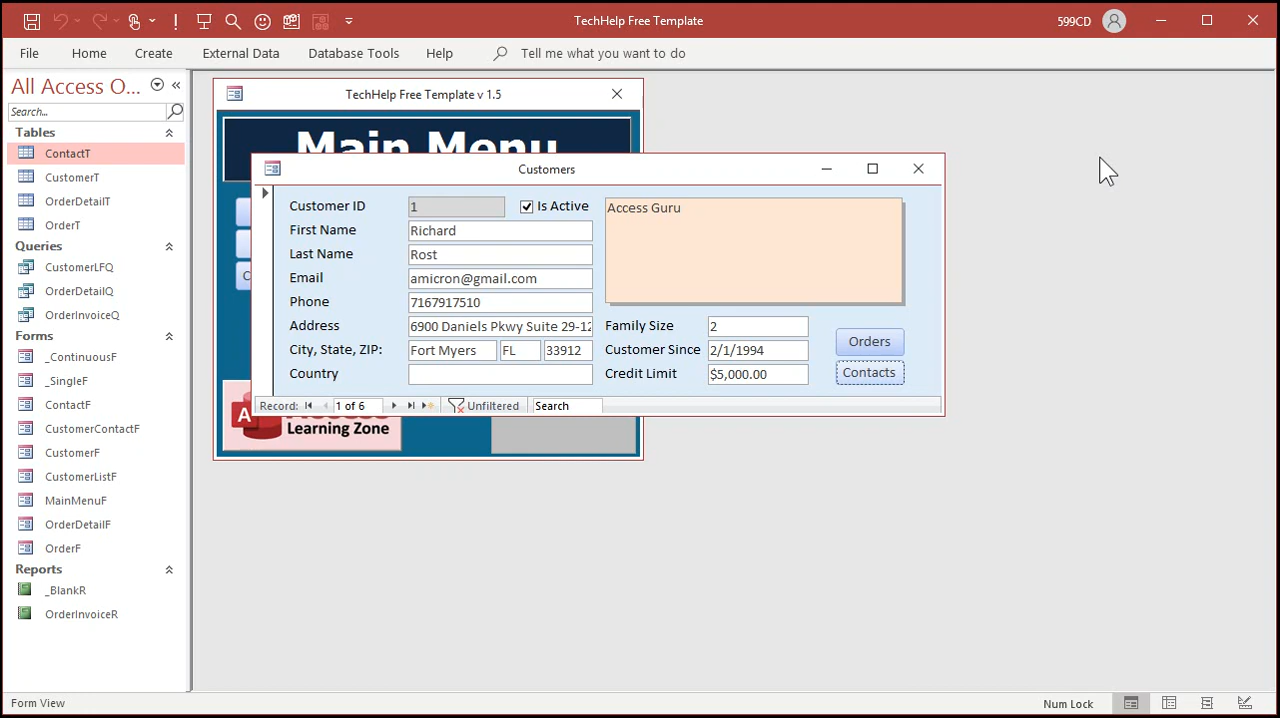 TechHelp Free Template
599CD
File Home Create External Data Database Tools Help Tell me what you want to do
All Access O...
Search...
Tables
ContactT
CustomerT
OrderDetailT
OrderT
Queries
CustomerLFQ
OrderDetailQ
OrderInvoiceQ
Forms
_ContinuousF
_SingleF
ContactF
CustomerContactF
CustomerF
CustomerListF
MainMenuF
OrderDetailF
OrderF
Reports
_BlankR
OrderInvoiceR
TechHelp Free Template v 1.5
Main Menu
Customers
Customer ID 1 Is Active
First Name Richard
Last Name Rost
Email amicron@gmail.com
Phone 7167917510
Address 6900 Daniels Pkwy Suite 29-12
City, State, ZIP: Fort Myers FL 33912
Country
Access Guru
Family Size 2
Customer Since 2/1/1994
Credit Limit $5,000.00
Orders
Contacts
Record: 1 of 6 Unfiltered Search
C
A
Learning Zone
Form View
Num Lock